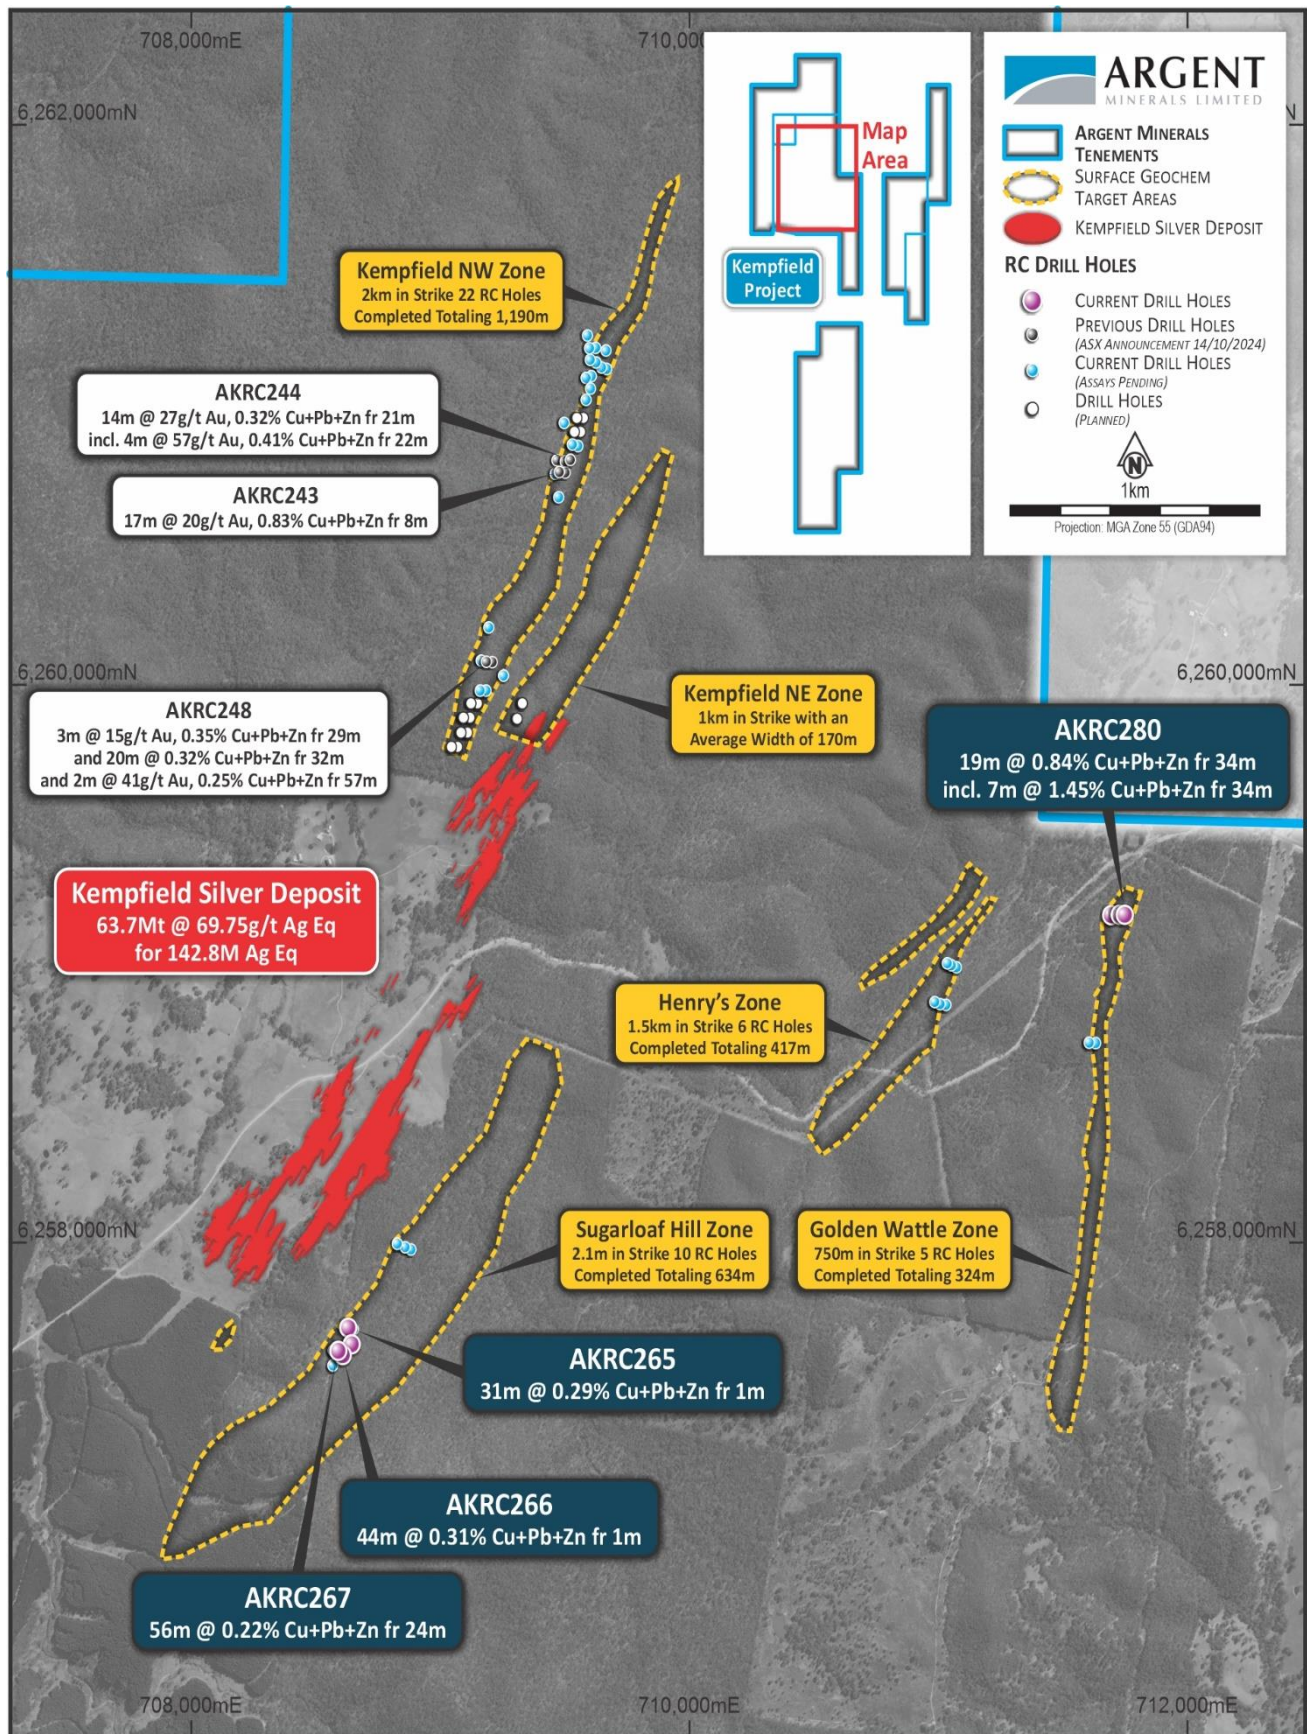 708,000mE
710,000
6,262,000mN
N
Map
Area
Kempfield
Project
ARGENT
MINERALS LIMITED
ARGENT MINERALS
TENEMENTS
SURFACE GEOCHEM
TARGET AREAS
KEMPFIELD SILVER DEPOSIT
RC DRILL HOLES
CURRENT DRILL HOLES
PREVIOUS DRILL HOLES
(ASX ANNOUNCEMENT 14/10/2024)
CURRENT DRILL HOLES
(ASSAYS PENDING)
DRILL HOLES
(PLANNED)
N
1km
Projection: MGA Zone 55 (GDA94)
Kempfield NW Zone
2km in Strike 22 RC Holes
Completed Totaling 1,190m
AKRC244
14m @ 27g/t Au, 0.32% Cu+Pb+Zn fr 21m
incl. 4m @ 57g/t Au, 0.41% Cu+Pb+Zn fr 22m
AKRC243
17m @ 20g/t Au, 0.83% Cu+Pb+Zn fr 8m
6,260,000mN
6,260,000mN
AKRC248
3m @ 15g/t Au, 0.35% Cu+Pb+Zn fr 29m
and 20m @ 0.32% Cu+Pb+Zn fr 32m
and 2m @ 41g/t Au, 0.25% Cu+Pb+Zn fr 57m
Kempfield NE Zone
1km in Strike with an
Average Width of 170m
AKRC280
19m @ 0.84% Cu+Pb+Zn fr 34m
incl. 7m @ 1.45% Cu+Pb+Zn fr 34m
Kempfield Silver Deposit
63.7Mt @ 69.75g/t Ag Eq
for 142.8M Ag Eq
Henry's Zone
1.5km in Strike 6 RC Holes
Completed Totaling 417m
6,258,000mN
6,258,000mN
Sugarloaf Hill Zone
2.1m in Strike 10 RC Holes
Completed Totaling 634m
Golden Wattle Zone
750m in Strike 5 RC Holes
Completed Totaling 324m
AKRC265
31m @ 0.29% Cu+Pb+Zn fr 1m
AKRC266
44m @ 0.31% Cu+Pb+Zn fr 1m
AKRC267
56m @ 0.22% Cu+Pb+Zn fr 24m
708,000mE
710,000mE
712,000mE